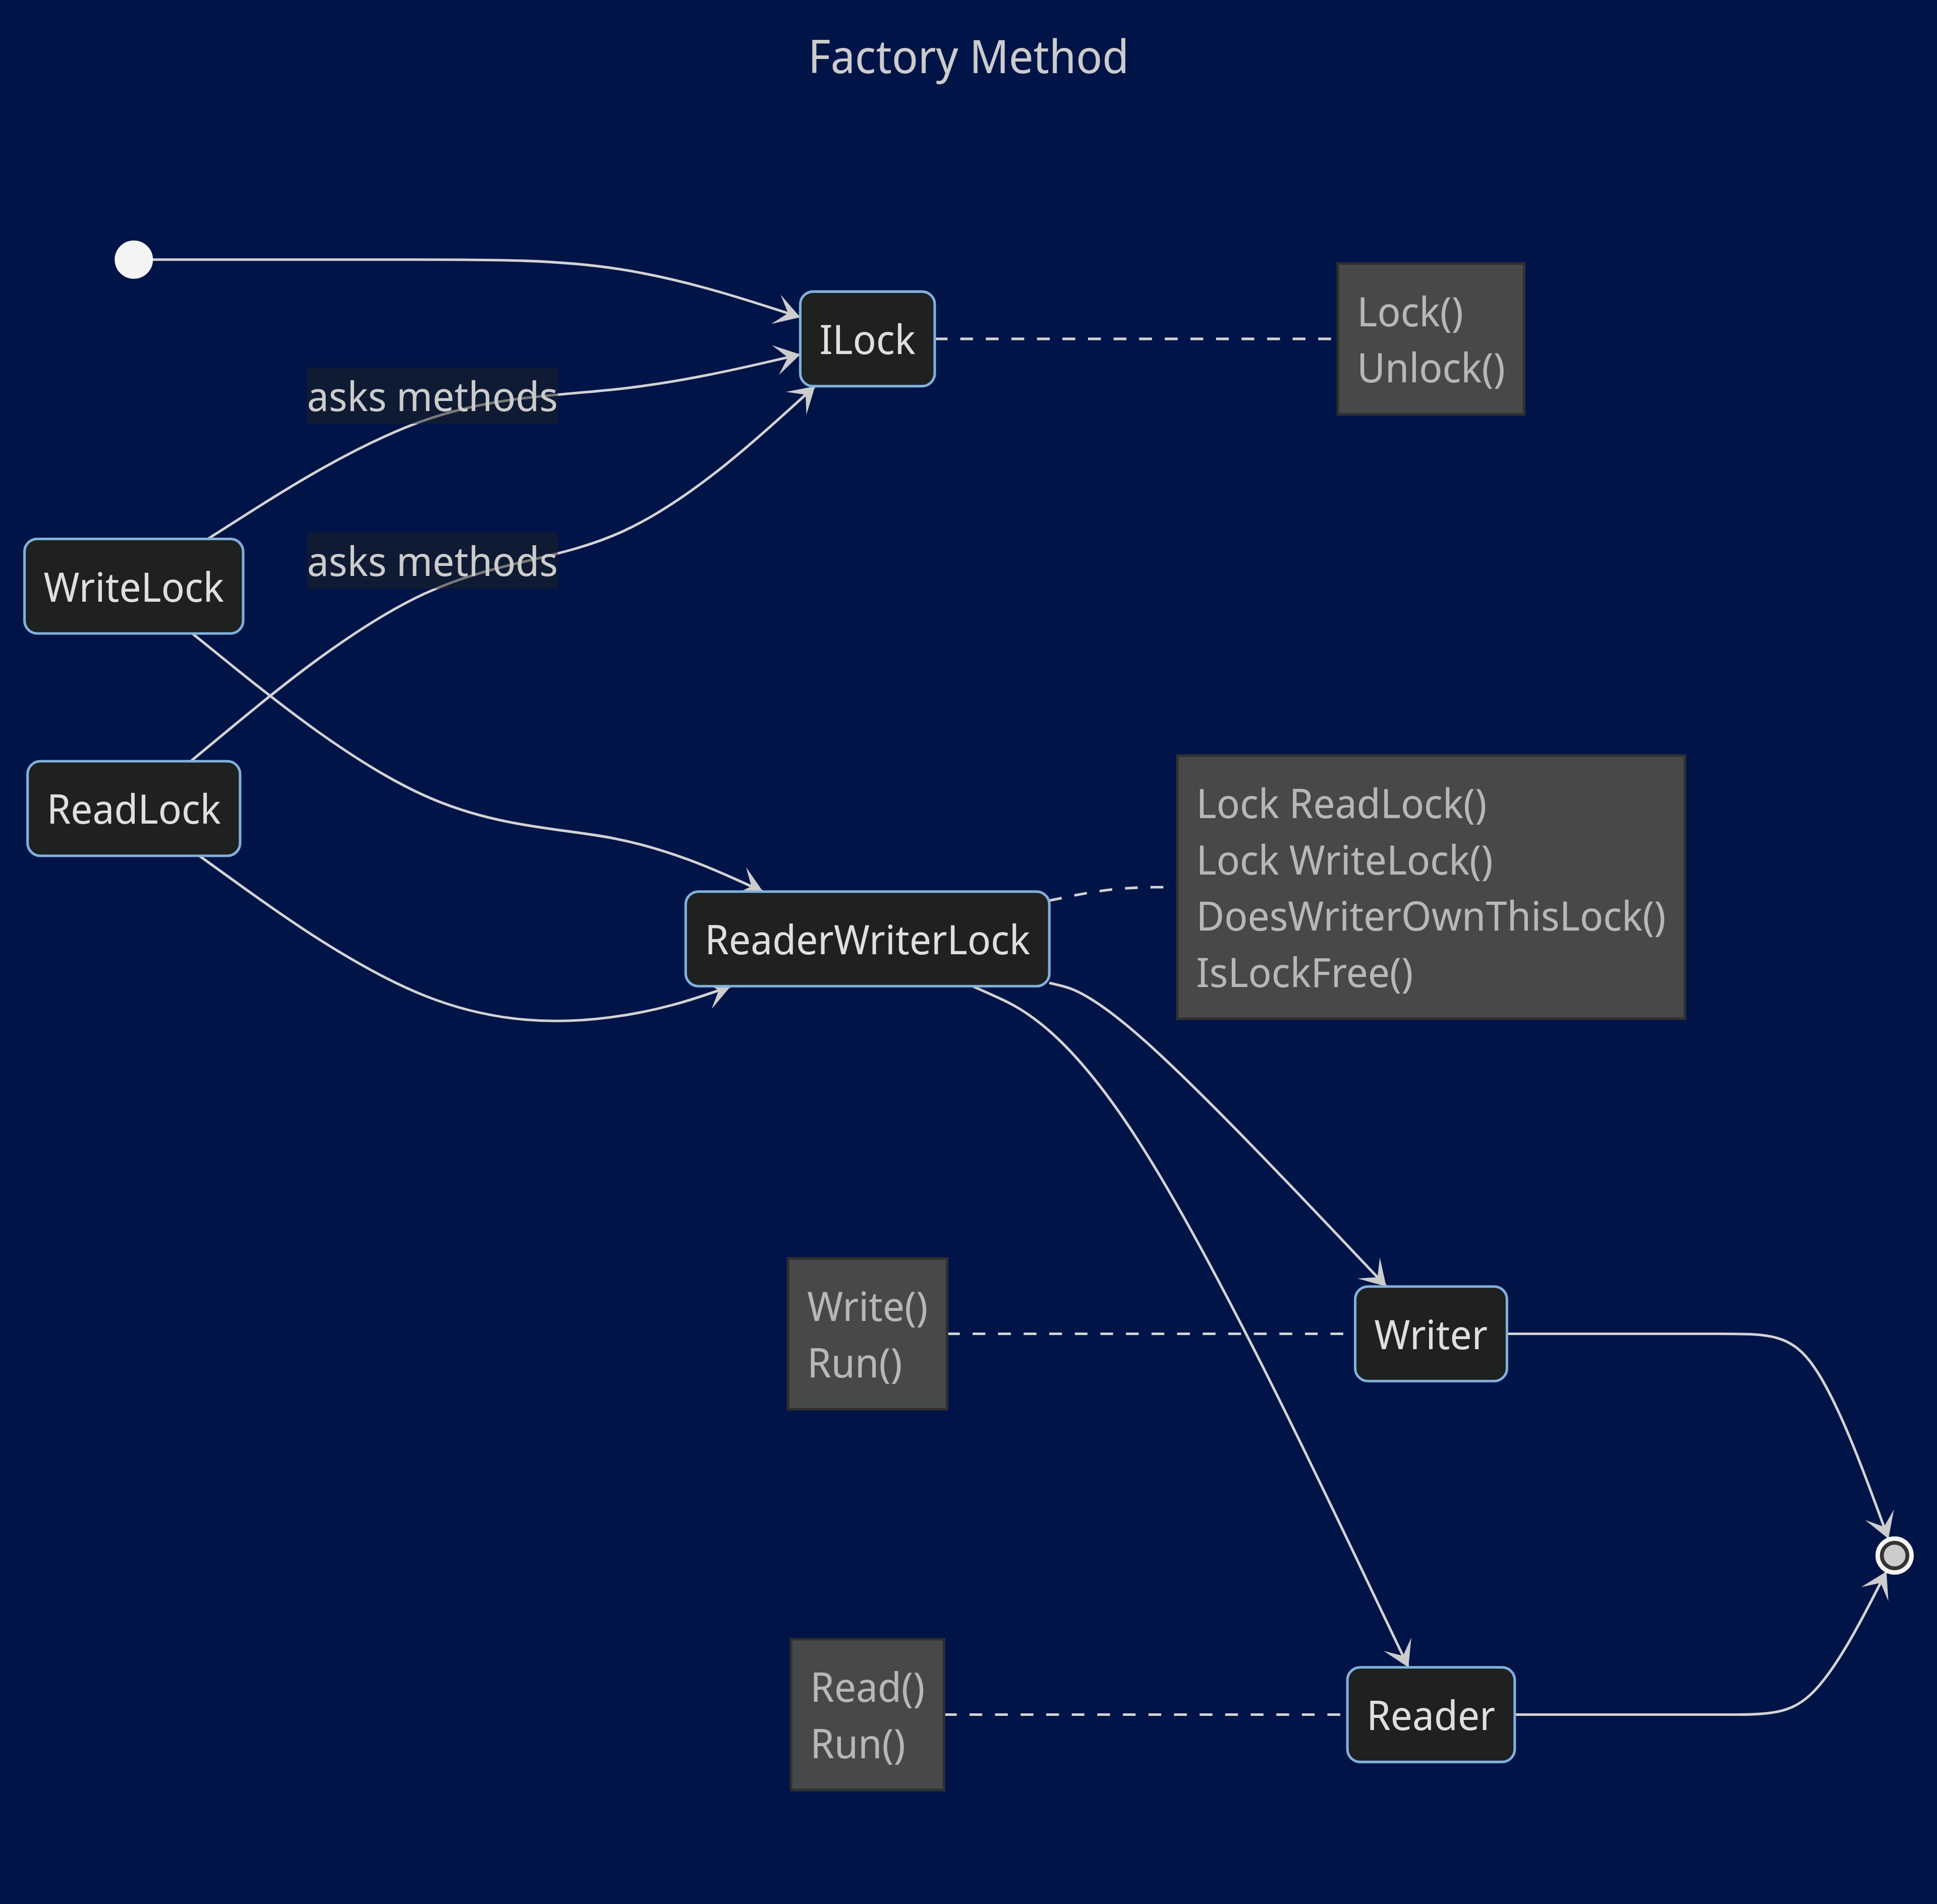 Factory Method
ILock
Lock()
Unlock()
asks methods
asks methods
WriteLock
ReadLock
Lock ReadLock()
Lock WriteLock()
DoesWriterOwnThisLock()
IsLockFree()
ReaderWriterLock
Write()
Run()
Writer
Read()
Run()
Reader